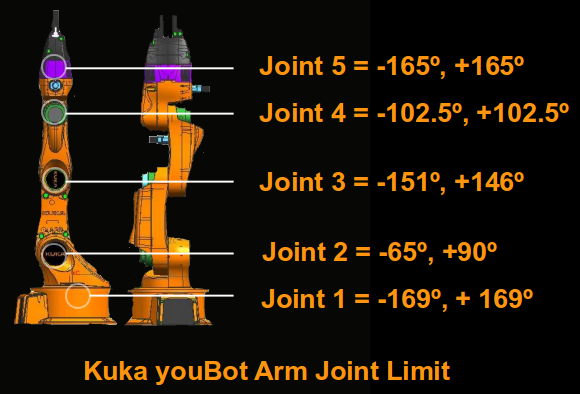 Joint 5 = -165º, +165º
Joint 4 = -102.5º, +102.5º
Joint 3 = -151º, +146º
KUKA
Joint 2 = -65º, +90º
Joint 1 = -169º, + 169º
Kuka youBot Arm Joint Limit